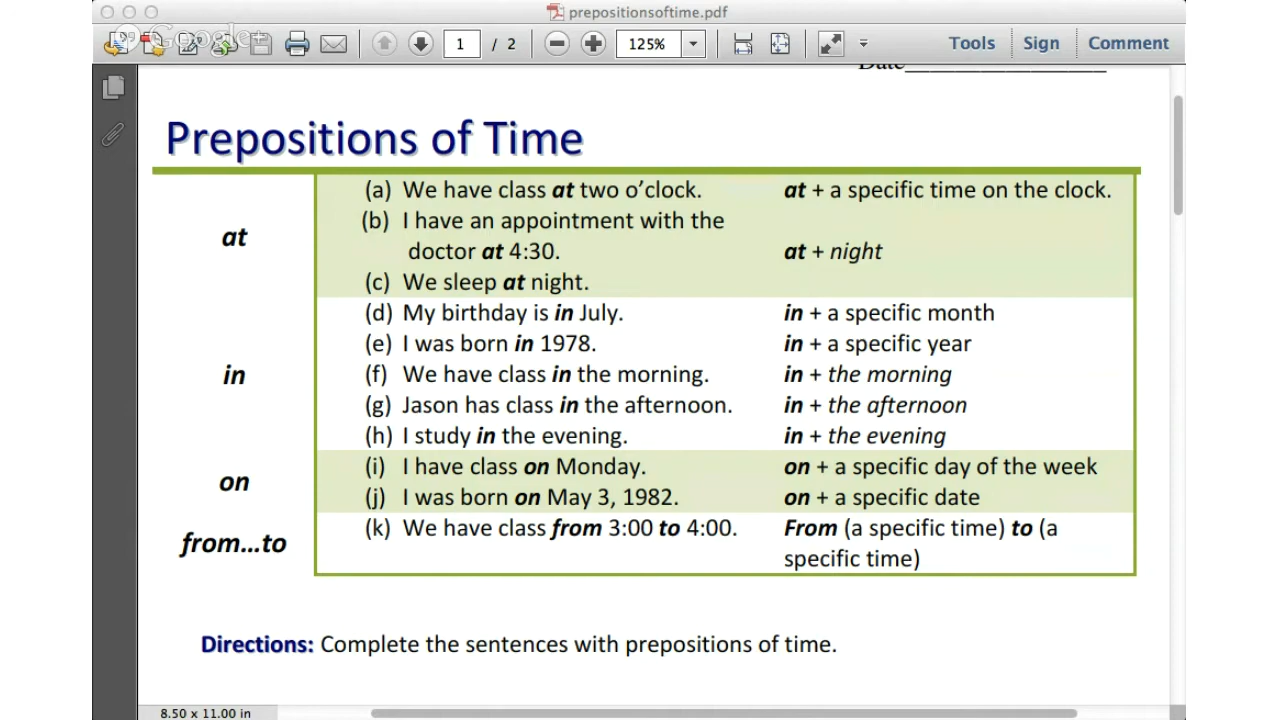 prepositionsoftime.pdf
Google+
1 / 2 125% Tools Sign Comment
Date__________________
Prepositions of Time
at
(a) We have class at two o’clock. at + a specific time on the clock.
(b) I have an appointment with the
doctor at 4:30. at + night
(c) We sleep at night.
in
(d) My birthday is in July. in + a specific month
(e) I was born in 1978. in + a specific year
(f) We have class in the morning. in + the morning
(g) Jason has class in the afternoon. in + the afternoon
(h) I study in the evening. in + the evening
on
(i) I have class on Monday. on + a specific day of the week
(j) I was born on May 3, 1982. on + a specific date
from…to
(k) We have class from 3:00 to 4:00. From (a specific time) to (a
specific time)
Directions: Complete the sentences with prepositions of time.
8.50 x 11.00 in